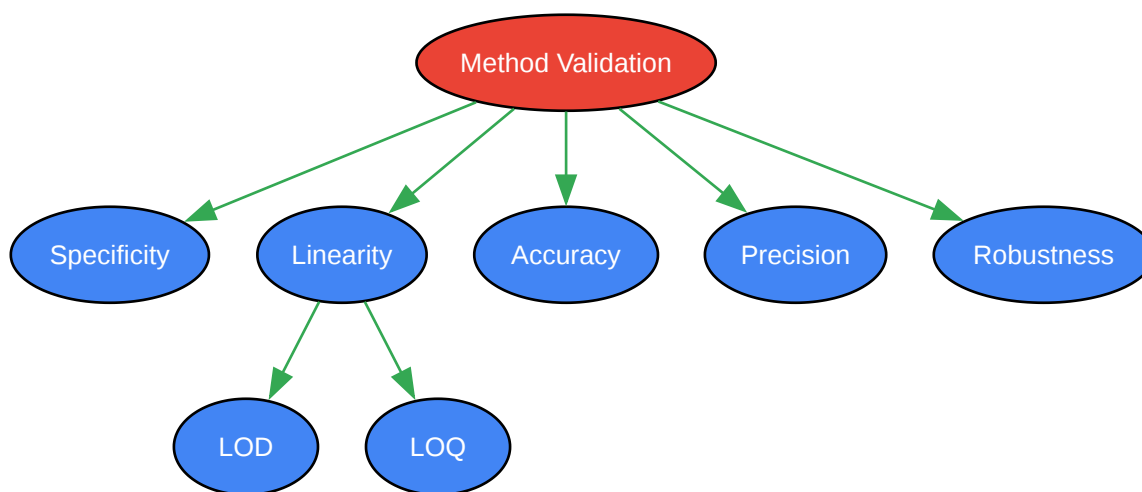 Method Validation
Specificity
Linearity
Accuracy
Precision
Robustness
LOD
LOQ